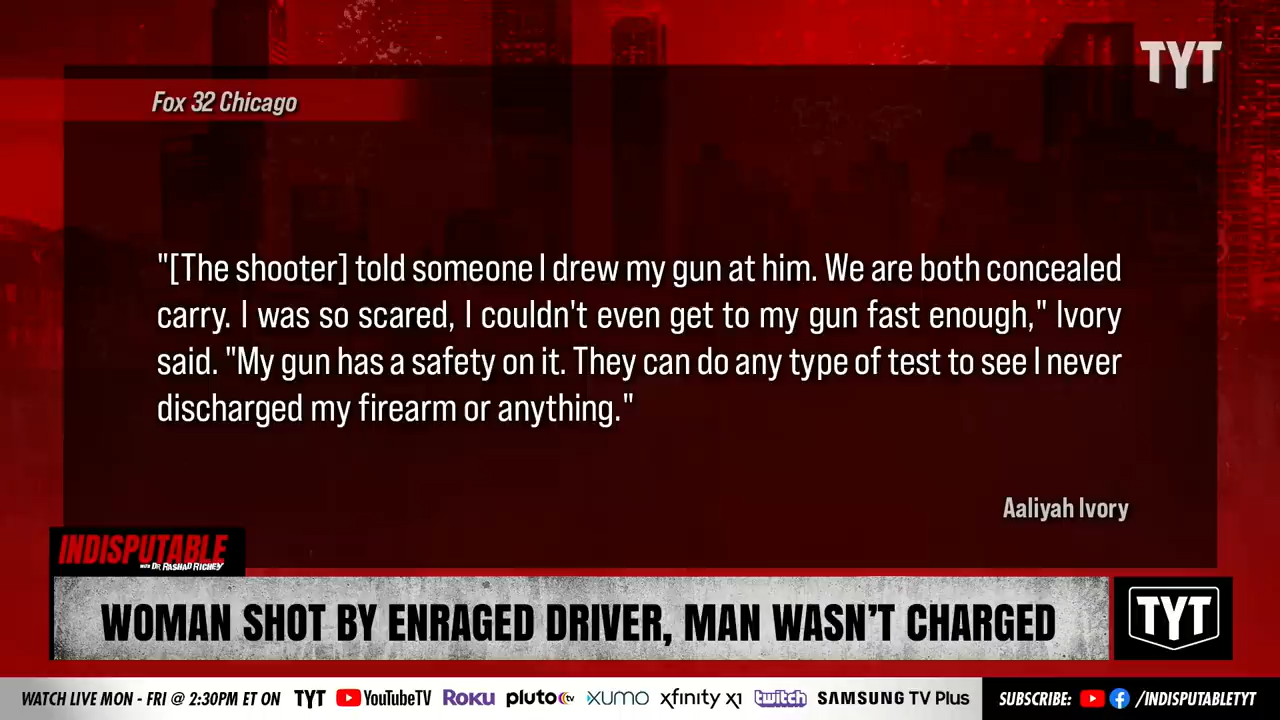 TYT
Fox 32 Chicago
"[The shooter] told someone I drew my gun at him. We are both concealed
carry. I was so scared, I couldn't even get to my gun fast enough," Ivory
said. "My gun has a safety on it. They can do any type of test to see I never
discharged my firearm or anything."
Aaliyah Ivory
INDISPUTABLE
WITH DR. RASHAD RICHEY
WOMAN SHOT BY ENRAGED DRIVER, MAN WASN'T CHARGED
TYT
WATCH LIVE MON - FRI @ 2:30PM ET ON TYT YouTubeTV Roku pluto tv xumo xfinity x1 twitch SAMSUNG TV Plus SUBSCRIBE: /INDISPUTABLETYT